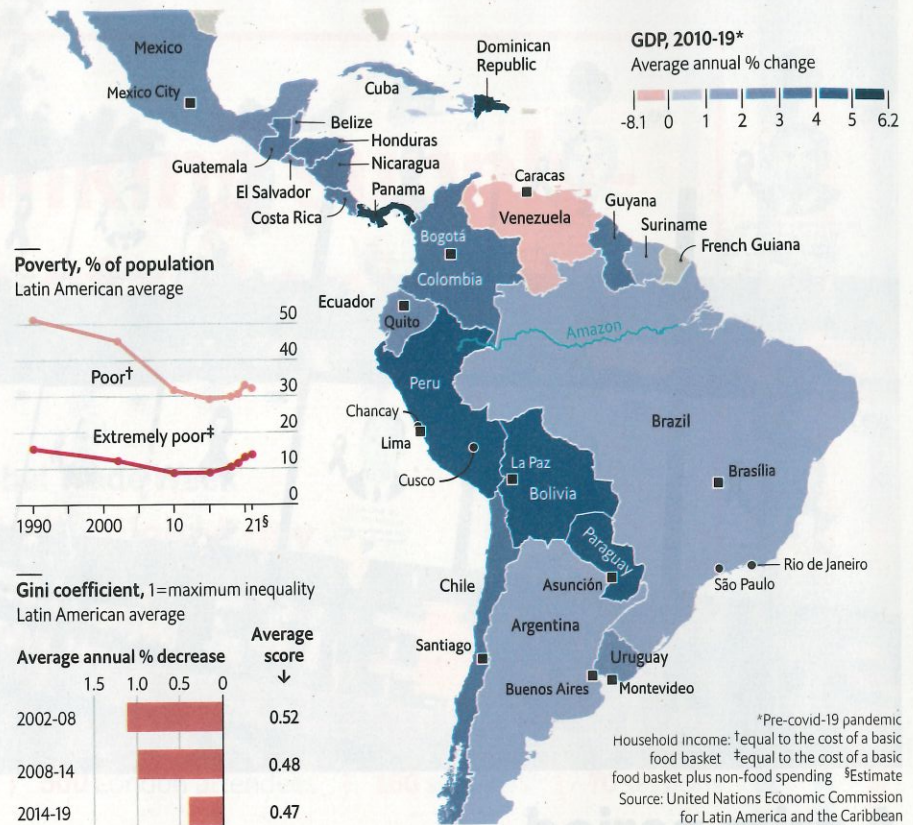 GDP, 2010-19*
Average annual % change
-8.1 0 1 2 3 4 5 6.2
Mexico
Mexico City
Cuba
Dominican
Republic
Belize
Honduras
Guatemala
Nicaragua
El Salvador
Panama
Costa Rica
Caracas
Venezuela
Guyana
Suriname
French Guiana
Bogotá
Colombia
Ecuador
Quito
Amazon
Peru
Chancay
Lima
Cusco
Brazil
La Paz
Bolivia
Brasília
Paraguay
Asunción
Rio de Janeiro
São Paulo
Chile
Argentina
Santiago
Uruguay
Buenos Aires
Montevideo
Poverty, % of population
Latin American average
50
40
Poor†
30
20
Extremely poor‡
10
0
1990 2000 10 21§
Gini coefficient, 1=maximum inequality
Latin American average
Average annual % decrease
Average
score
↓
1.5 1.0 0.5 0
2002-08 0.52
2008-14 0.48
2014-19 0.47
*Pre-covid-19 pandemic
Household income: †equal to the cost of a basic
food basket ‡equal to the cost of a basic
food basket plus non-food spending §Estimate
Source: United Nations Economic Commission
for Latin America and the Caribbean